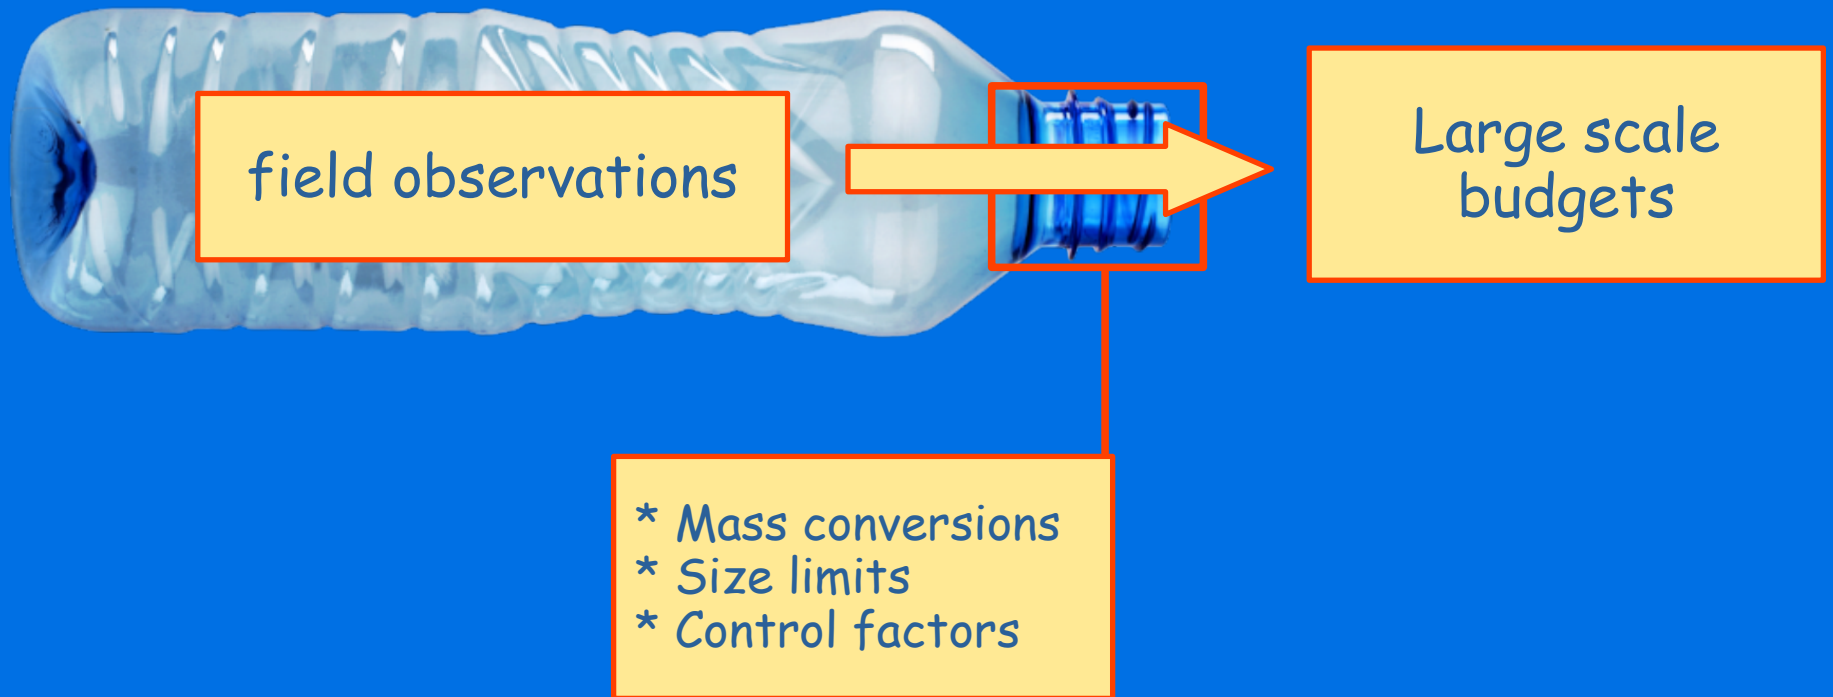 field observations
Large scale
budgets
* Mass conversions
* Size limits
* Control factors